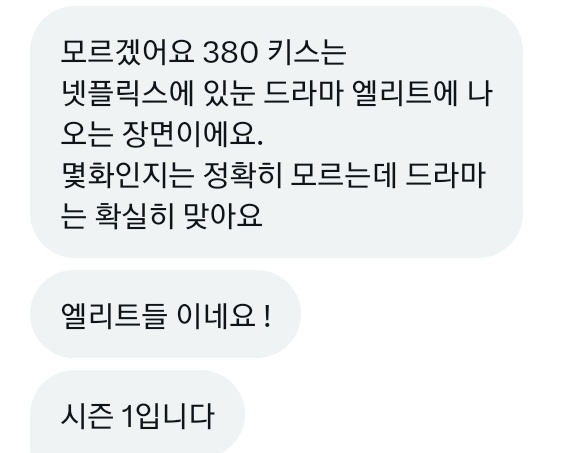 모르겠어요 380 키스는
넷플릭스에 있눈 드라마 엘리트에 나
오는 장면이에요.
몇화인지는 정확히 모르는데 드라마
는 확실히 맞아요
엘리트들 이네요 !
시즌 1입니다